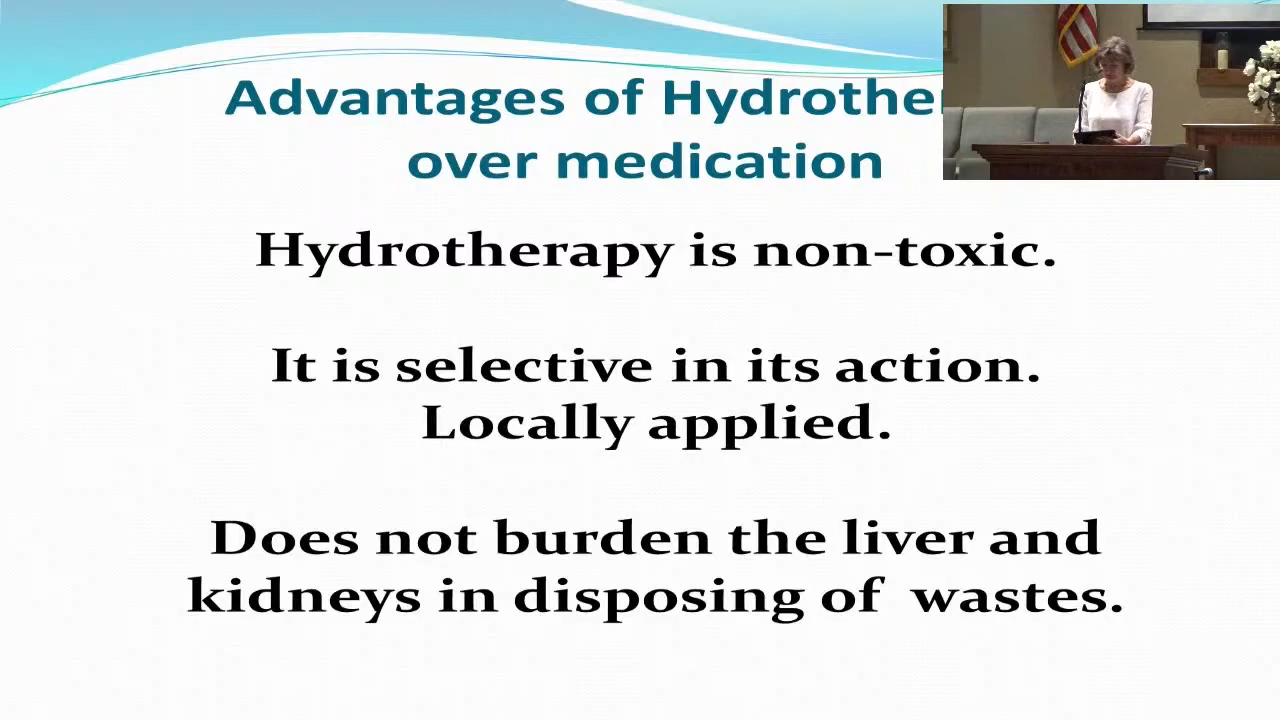 Advantages of Hydrother
over medication
Hydrotherapy is non-toxic.
It is selective in its action.
Locally applied.
Does not burden the liver and
kidneys in disposing of wastes.